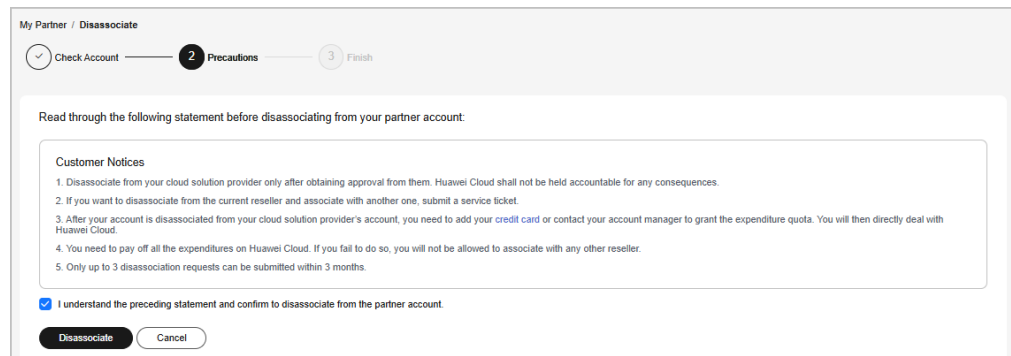 My Partner / Disassociate
Check Account 2 Precautions 3 Finish
Read through the following statement before disassociating from your partner account:
Customer Notices
1. Disassociate from your cloud solution provider only after obtaining approval from them. Huawei Cloud shall not be held accountable for any consequences.
2. If you want to disassociate from the current reseller and associate with another one, submit a service ticket.
3. After your account is disassociated from your cloud solution provider's account, you need to add your credit card or contact your account manager to grant the expenditure quota. You will then directly deal with
Huawei Cloud.
4. You need to pay off all the expenditures on Huawei Cloud. If you fail to do so, you will not be allowed to associate with any other reseller.
5. Only up to 3 disassociation requests can be submitted within 3 months.
I understand the preceding statement and confirm to disassociate from the partner account.
Disassociate Cancel